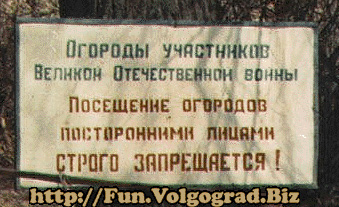 Огороды участников
Великой Отечественной войны
Посещение огородов
посторонними лицами
строго запрещается!
http://Fun.Volgograd.Biz